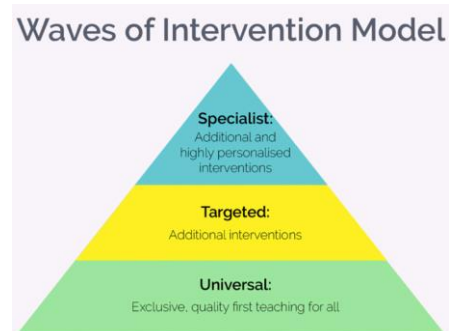 Waves of Intervention Model
Specialist:
Additional and
highly personalised
interventions
Targeted:
Additional interventions
Universal:
Exclusive, quality first teaching for all